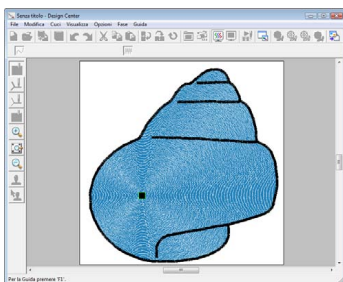 Senza titolo - Design Center
File Modifica Cuci Visualizza Opzioni Fase Guida
Per la Guida premere 'F1'.